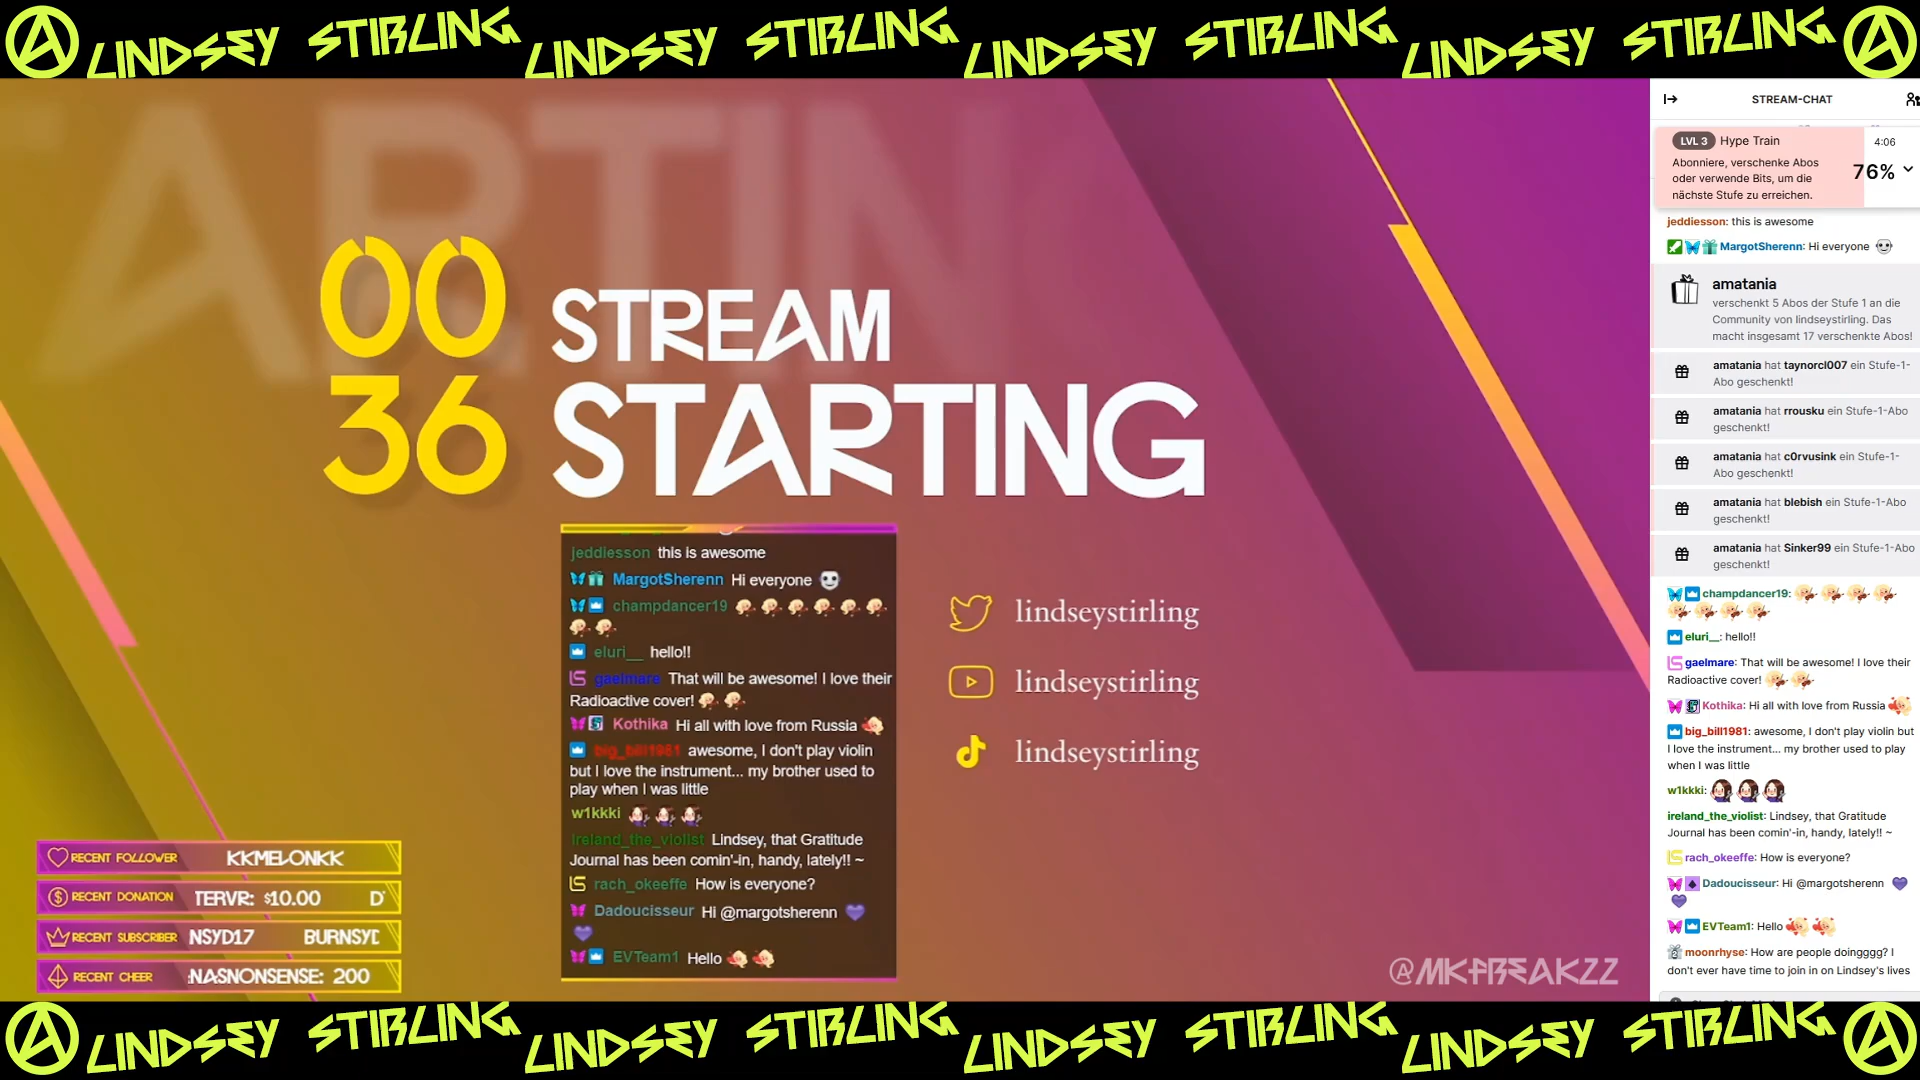 LINDSEY STIRLING LINDSEY STIRLING LINDSEY STIRLING LINDSEY STIRLING
STREAM-CHAT
LVL 3 Hype Train 4:06
Abonniere, verschenke Abos
oder verwende Bits, um die
nächste Stufe zu erreichen.
76%
ARTIN
00
36
STREAM
STARTING
jeddiesson this is awesome
MargotSherenn Hi everyone
champdancer19
eluri__ hello!!
gaelmare That will be awesome! I love their
Radioactive cover!
Kothika Hi all with love from Russia
big_bill1981 awesome, I don't play violin
but I love the instrument... my brother used to
play when I was little
w1kkki
ireland_the_violist Lindsey, that Gratitude
Journal has been comin'-in, handy, lately!! ~
rach_okeeffe How is everyone?
Dadoucisseur Hi @margotsherenn
EVTeam1 Hello
lindseystirling
lindseystirling
lindseystirling
RECENT FOLLOWER KKMELONKK
RECENT DONATION TERVR: $10.00 D
RECENT SUBSCRIBER NSYD17 BURNSYD
RECENT CHEER NASNONSENSE: 200
@MKFREAKZZ
jeddiesson: this is awesome
MargotSherenn: Hi everyone
amatania
verschenkt 5 Abos der Stufe 1 an die
Community von lindseystirling. Das
macht insgesamt 17 verschenkte Abos!
amatania hat taynorcl007 ein Stufe-1-
Abo geschenkt!
amatania hat rrousku ein Stufe-1-Abo
geschenkt!
amatania hat c0rvusink ein Stufe-1-
Abo geschenkt!
amatania hat blebish ein Stufe-1-Abo
geschenkt!
amatania hat Sinker99 ein Stufe-1-Abo
geschenkt!
champdancer19:
eluri__: hello!!
gaelmare: That will be awesome! I love their
Radioactive cover!
Kothika: Hi all with love from Russia
big_bill1981: awesome, I don't play violin but
I love the instrument... my brother used to play
when I was little
w1kkki:
ireland_the_violist: Lindsey, that Gratitude
Journal has been comin'-in, handy, lately!! ~
rach_okeeffe: How is everyone?
Dadoucisseur: Hi @margotsherenn
EVTeam1: Hello
moonrhyse: How are people doingggg? I
don't ever have time to join in on Lindsey's lives
LINDSEY STIRLING LINDSEY STIRLING LINDSEY STIRLING LINDSEY STIRLING